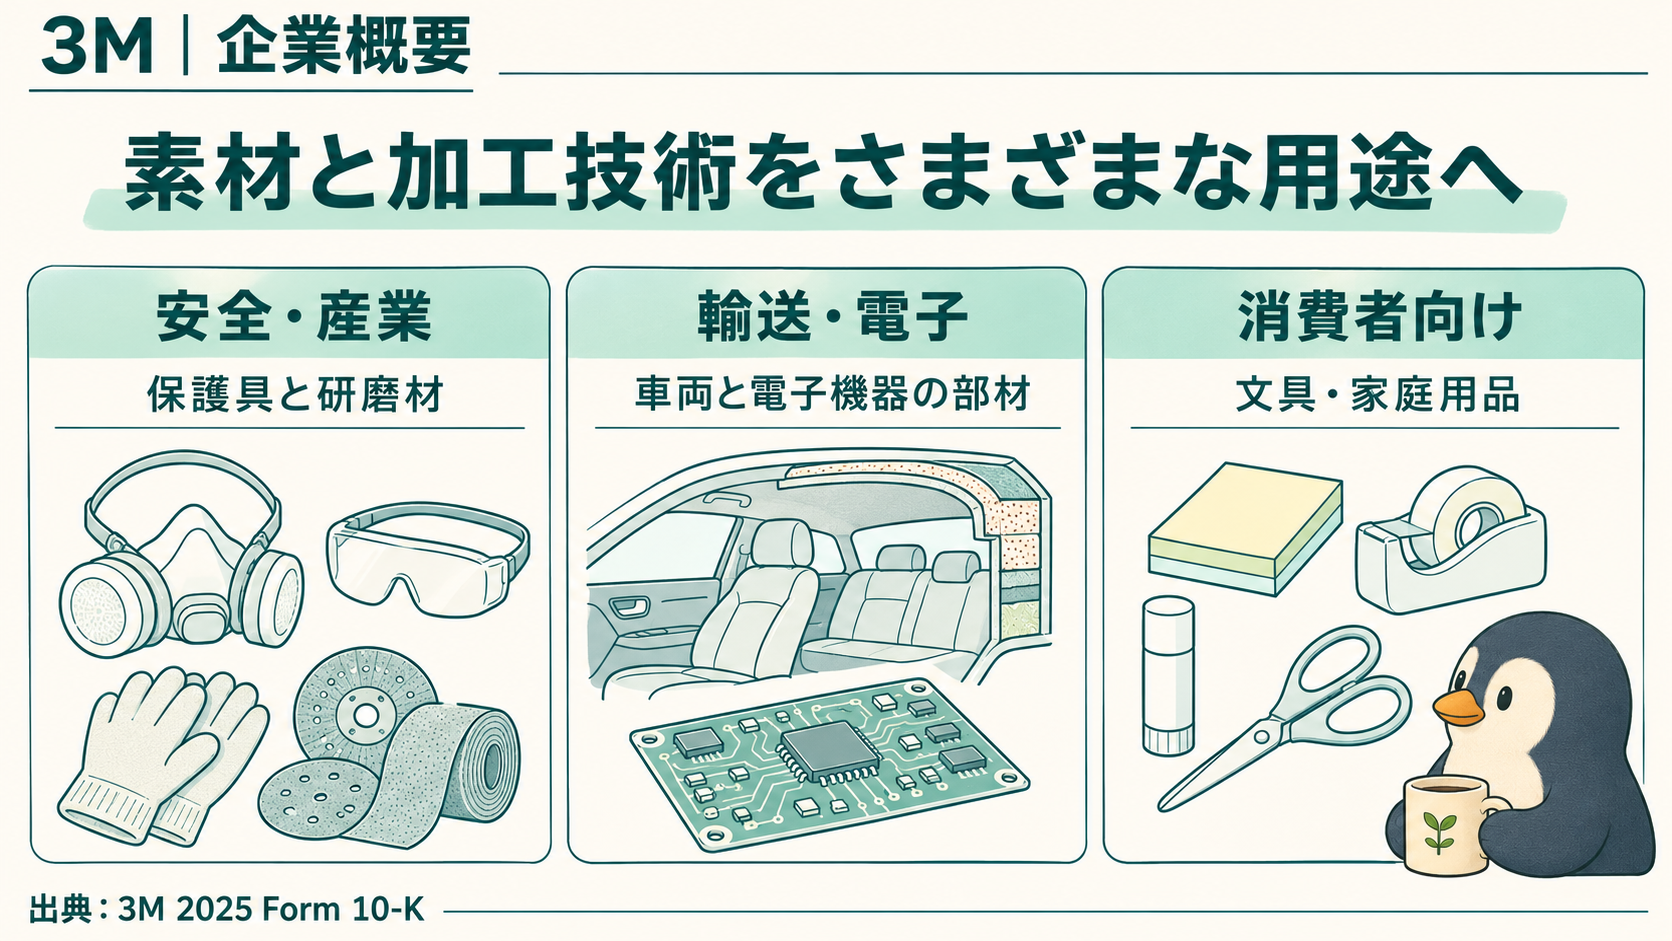 3M｜企業概要
素材と加工技術をさまざまな用途へ
安全・産業
保護具と研磨材
輸送・電子
車両と電子機器の部材
消費者向け
文具・家庭用品
出典：3M 2025 Form 10-K